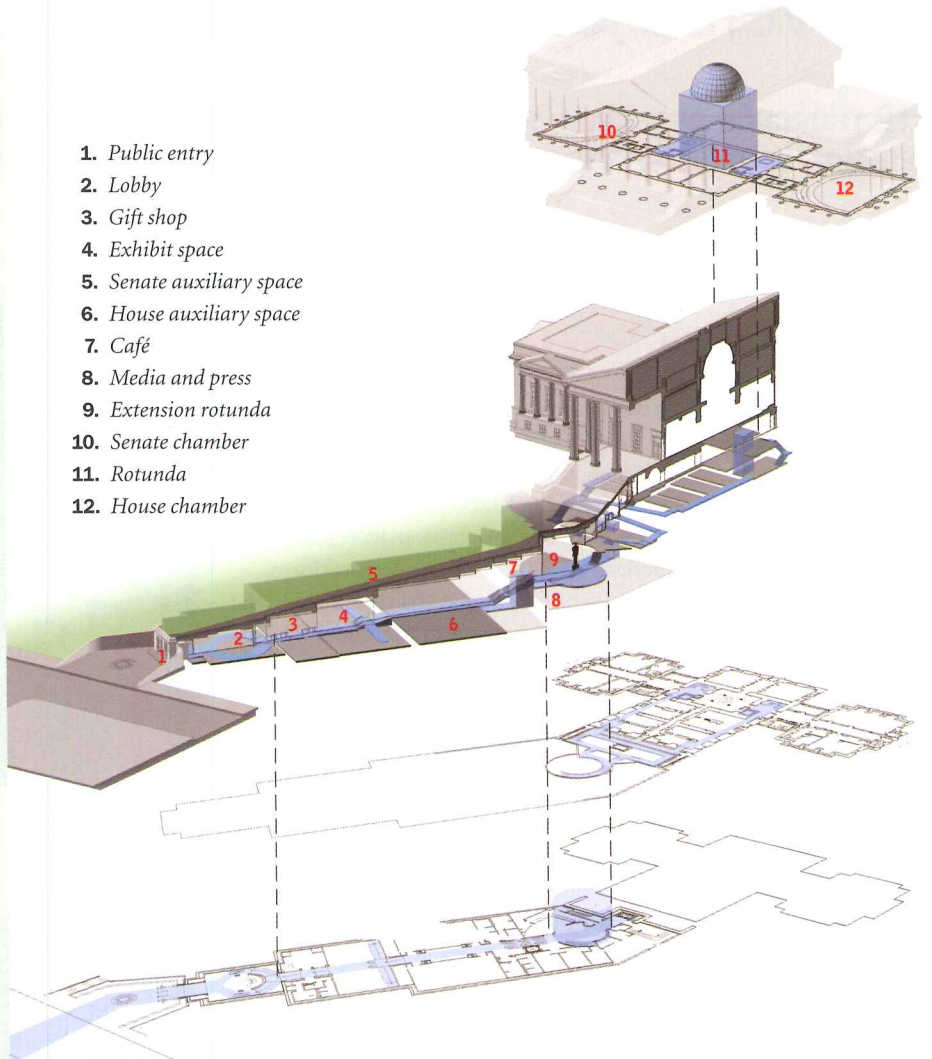 1. Public entry
2. Lobby
3. Gift shop
4. Exhibit space
5. Senate auxiliary space
6. House auxiliary space
7. Café
8. Media and press
9. Extension rotunda
10. Senate chamber
11. Rotunda
12. House chamber
10
11
12
5
7
9
8
4
3
6
2
1